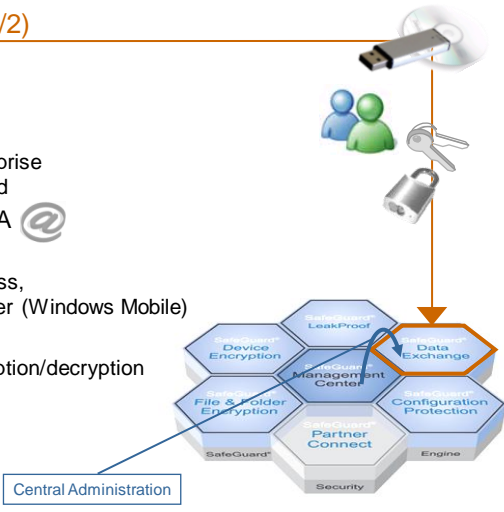 /2)
orise
d
A @
ss,
er (Windows Mobile)
ption/decryption
SafeGuard®
LeakProof
SafeGuard®
Device
Encryption
SafeGuard®
Data
Exchange
SafeGuard®
Management
Center
SafeGuard®
File & Folder
Encryption
SafeGuard®
Configuration
Protection
SafeGuard®
Partner
Connect
SafeGuard®
Engine
Security
Central Administration